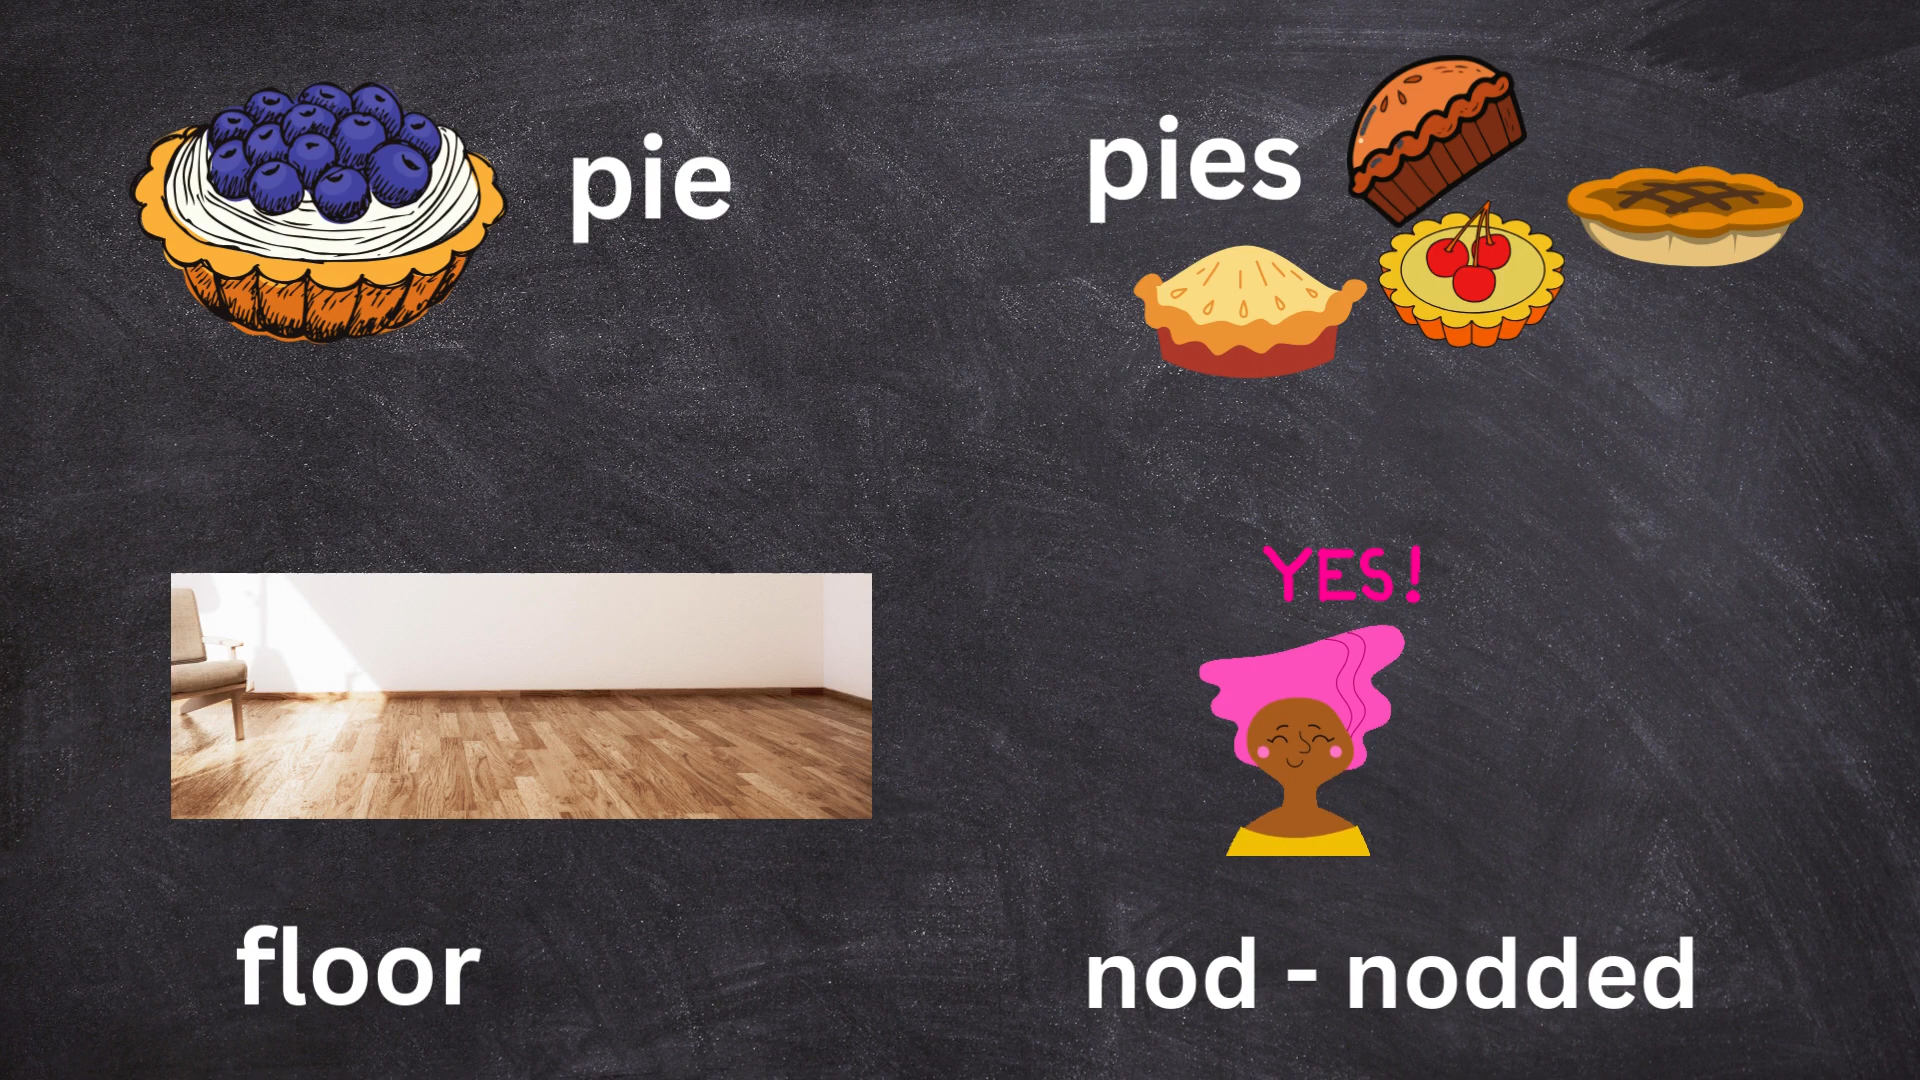 pie
pies
YES!
floor
nod - nodded